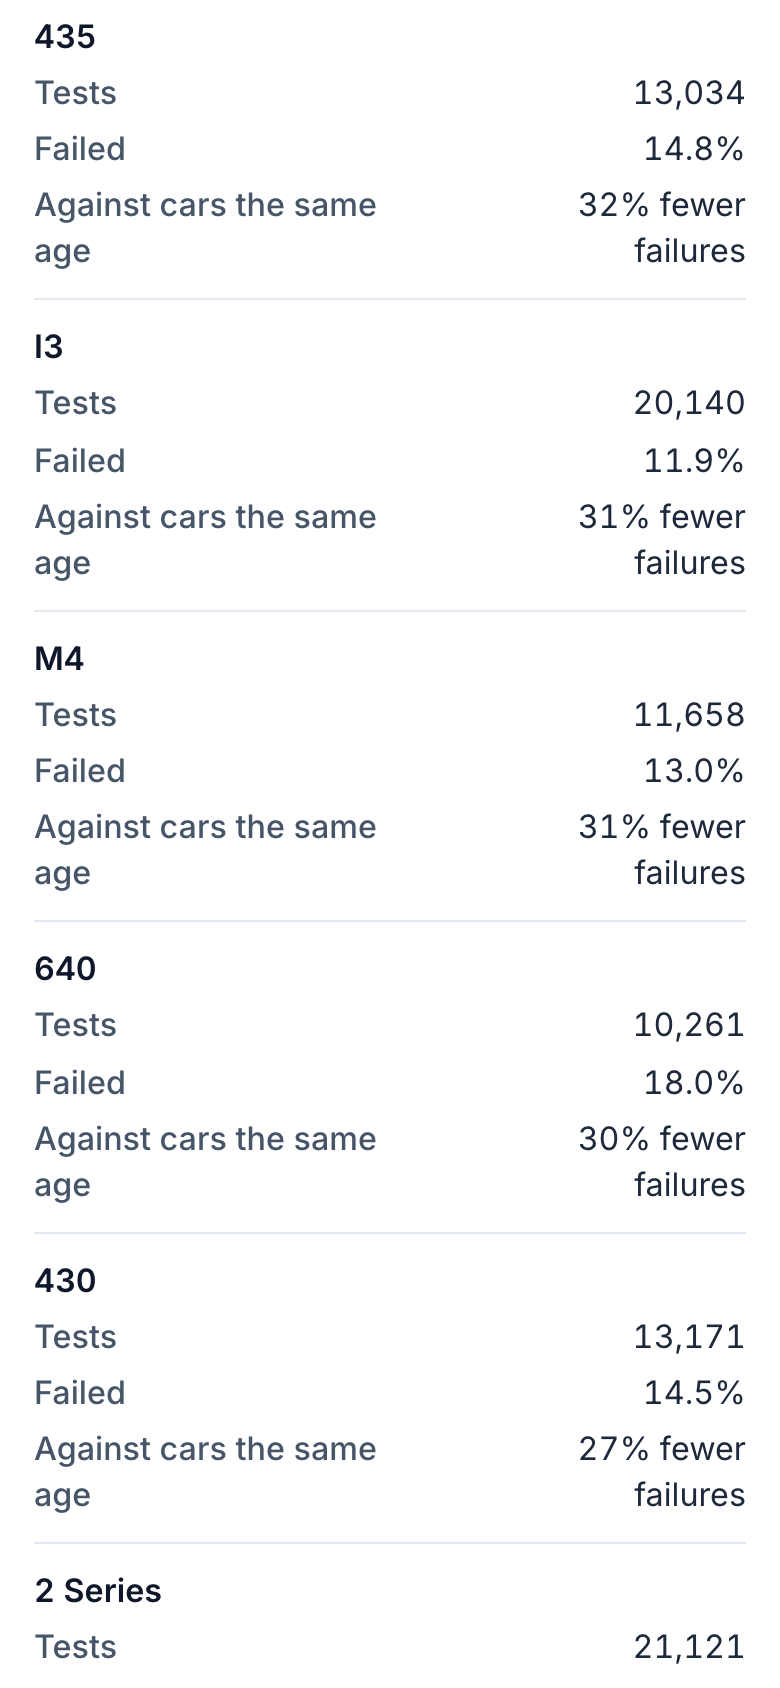 435
Tests 13,034
Failed 14.8%
Against cars the same 32% fewer
age failures
I3
Tests 20,140
Failed 11.9%
Against cars the same 31% fewer
age failures
M4
Tests 11,658
Failed 13.0%
Against cars the same 31% fewer
age failures
640
Tests 10,261
Failed 18.0%
Against cars the same 30% fewer
age failures
430
Tests 13,171
Failed 14.5%
Against cars the same 27% fewer
age failures
2 Series
Tests 21,121